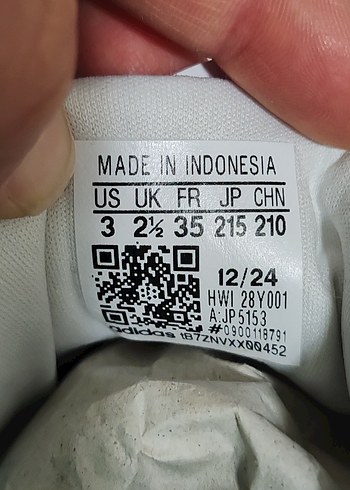 MADE IN INDONESIA
US UK FR JP CHN
3 2½ 35 215 210
12/24
HWI 28Y001
A:JP5153
#0900118791
adidas 1B7ZNVXX00452